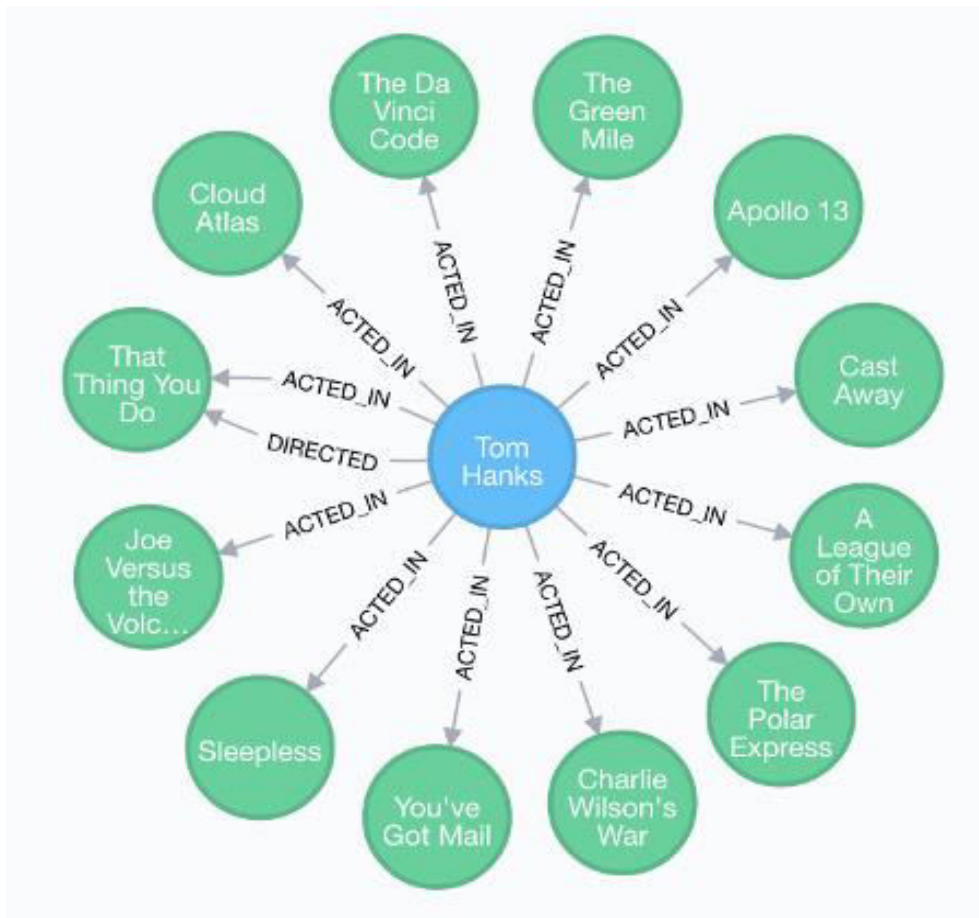 The Da
Vinci
Code
The
Green
Mile
Cloud
Atlas
Apollo 13
ACTED_IN
ACTED_IN
ACTED_IN
ACTED_IN
That
Thing You
Do
ACTED_IN
DIRECTED
Cast
Away
ACTED_IN
Tom
Hanks
ACTED_IN
ACTED_IN
A
League
of Their
Own
Joe
Versus
the
Volc...
ACTED_IN
ACTED_IN
ACTED_IN
ACTED_IN
The
Polar
Express
Sleepless
You've
Got Mail
Charlie
Wilson's
War